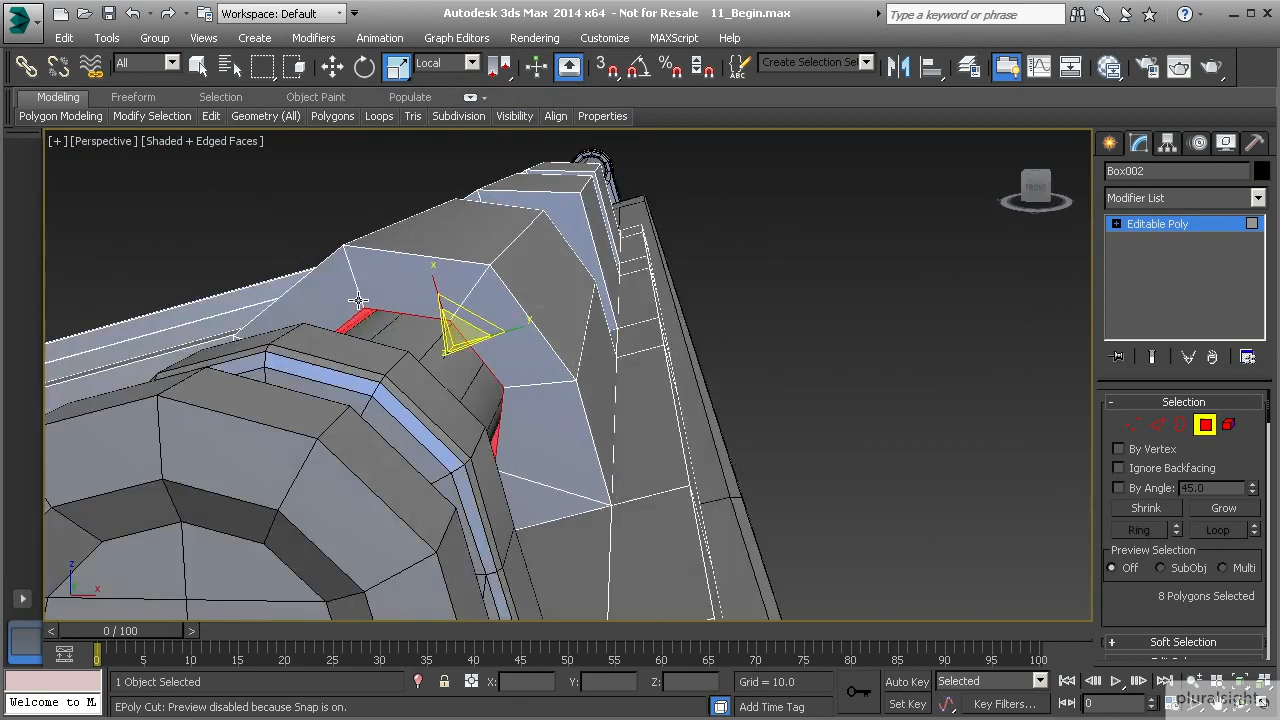 Workspace: Default
Autodesk 3ds Max 2014 x64 - Not for Resale 11_Begin.max
Type a keyword or phrase
Edit Tools Group Views Create Modifiers Animation Graph Editors Rendering Customize MAXScript Help
All
Local
3
Create Selection Se
Modeling Freeform Selection Object Paint Populate
Polygon Modeling Modify Selection Edit Geometry (All) Polygons Loops Tris Subdivision Visibility Align Properties
[+] [Perspective] [Shaded + Edged Faces]
FRONT
Box002
Modifier List
Editable Poly
x
- Selection
By Vertex
Ignore Backfacing
By Angle: 45.0
Shrink Grow
Ring Loop
Preview Selection
Off SubObj Multi
8 Polygons Selected
z
x
+ Soft Selection
< 0 / 100 >
0 5 10 15 20 25 30 35 40 45 50 55 60 65 70 75 80 85 90 95 100
1 Object Selected X: Y: Z: Grid = 10.0 Auto Key Selected
Welcome to M
EPoly Cut: Preview disabled because Snap is on. Add Time Tag Set Key Key Filters... 0
pluralsight